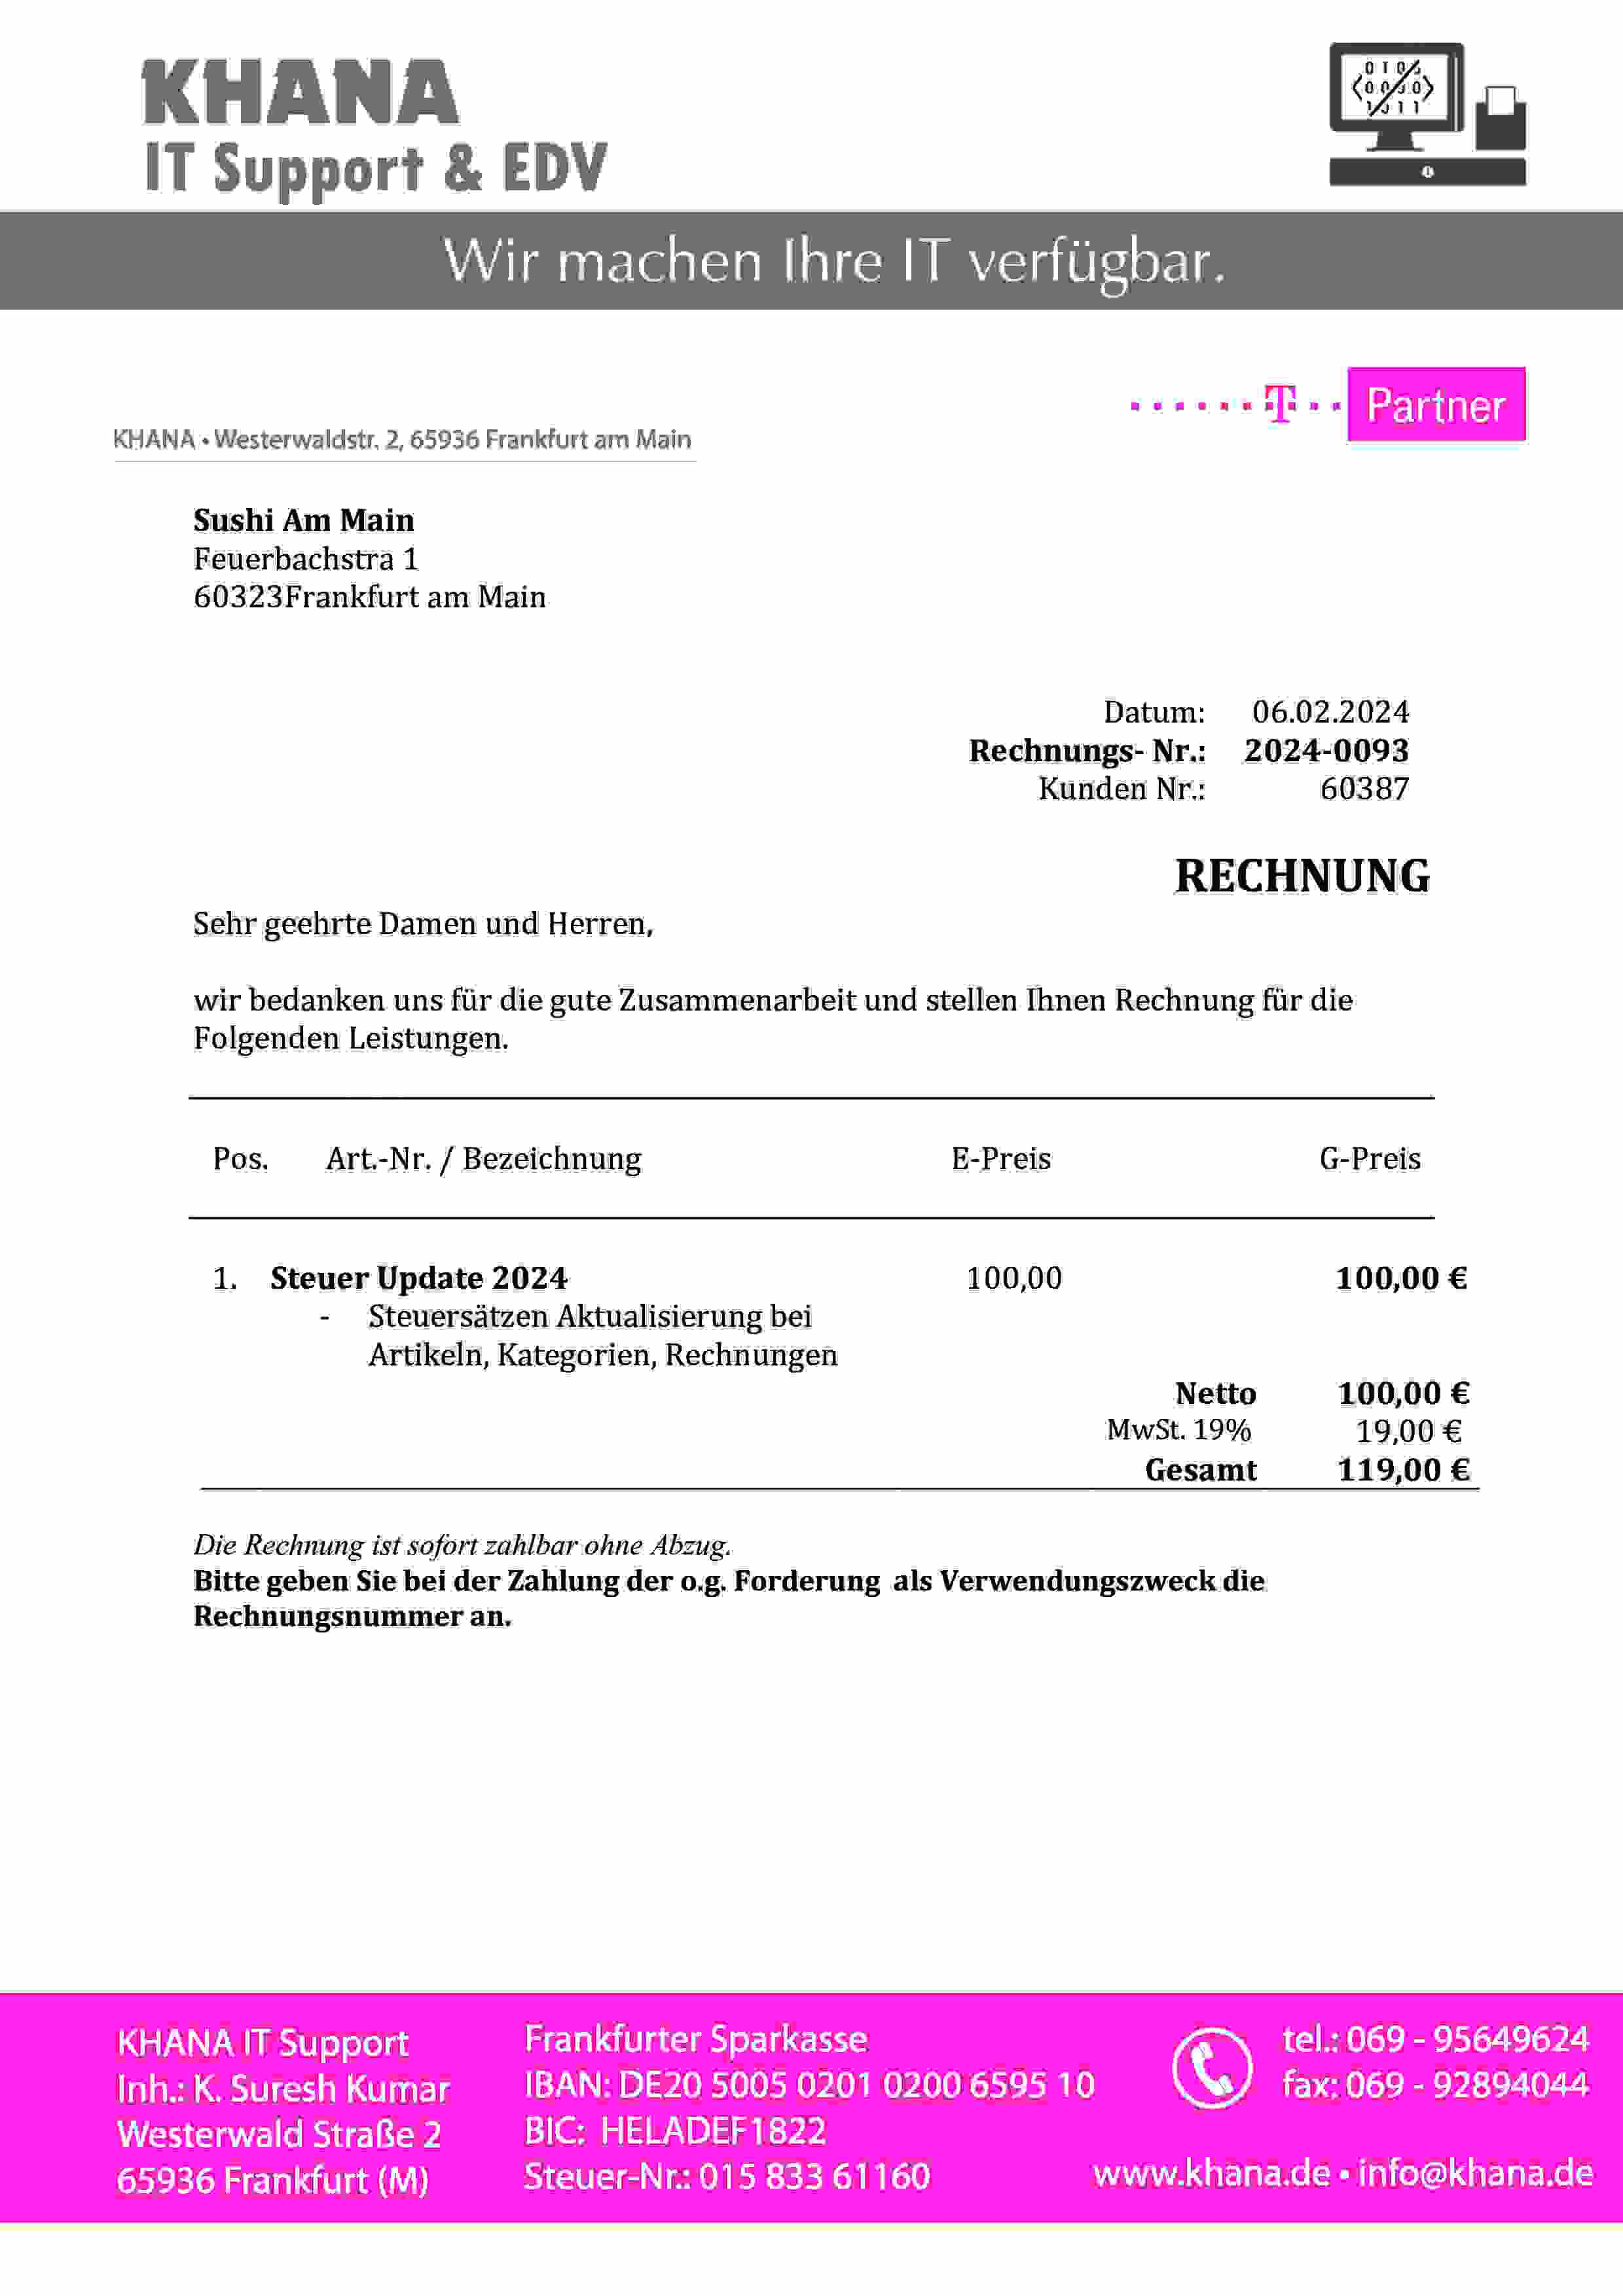 KHANA
IT Support & EDV
Wir machen Ihre IT verfügbar.
T Partner
KHANA • Westerwaldstr. 2, 65936 Frankfurt am Main
Sushi Am Main
Feuerbachstra 1
60323Frankfurt am Main
Datum: 06.02.2024
Rechnungs- Nr.: 2024-0093
Kunden Nr.: 60387
RECHNUNG
Sehr geehrte Damen und Herren,
wir bedanken uns für die gute Zusammenarbeit und stellen Ihnen Rechnung für die
Folgenden Leistungen.
Pos. Art.-Nr. / Bezeichnung E-Preis G-Preis
1. Steuer Update 2024 100,00 100,00 €
- Steuersätzen Aktualisierung bei
Artikeln, Kategorien, Rechnungen
Netto 100,00 €
MwSt. 19% 19,00 €
Gesamt 119,00 €
Die Rechnung ist sofort zahlbar ohne Abzug.
Bitte geben Sie bei der Zahlung der o.g. Forderung als Verwendungszweck die
Rechnungsnummer an.
KHANA IT Support
Inh.: K. Suresh Kumar
Westerwald Straße 2
65936 Frankfurt (M)
Frankfurter Sparkasse
IBAN: DE20 5005 0201 0200 6595 10
BIC: HELADEF1822
Steuer-Nr.: 015 833 61160
tel.: 069 - 95649624
fax: 069 - 92894044
www.khana.de • info@khana.de